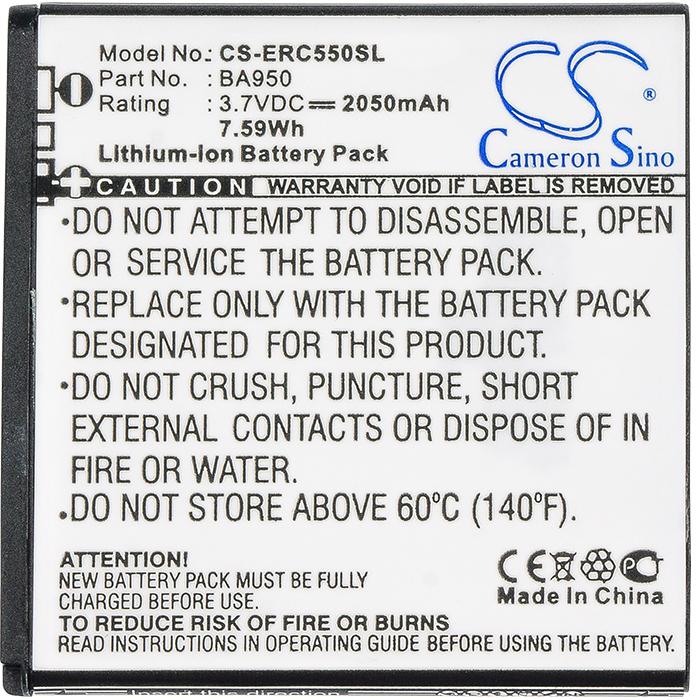 Model No.: CS-ERC550SL
Part No.: BA950
Rating : 3.7VDC 2050mAh
7.59Wh
Lithium-ion Battery Pack
CS
®
Cameron Sino
CAUTION WARRANTY VOID IF LABEL IS REMOVED
•DO NOT ATTEMPT TO DISASSEMBLE, OPEN
OR SERVICE THE BATTERY PACK.
•REPLACE ONLY WITH THE BATTERY PACK
DESIGNATED FOR THIS PRODUCT.
•DO NOT CRUSH, PUNCTURE, SHORT
EXTERNAL CONTACTS OR DISPOSE OF IN
FIRE OR WATER.
•DO NOT STORE ABOVE 60°C (140°F).
ATTENTION!
NEW BATTERY PACK MUST BE FULLY
CHARGED BEFORE USE.
TO REDUCE RISK OF FIRE OR BURNS
READ INSTRUCTIONS IN OPERATING GUIDE BEFORE USING THE BATTERY.
CE PCT
Made In China